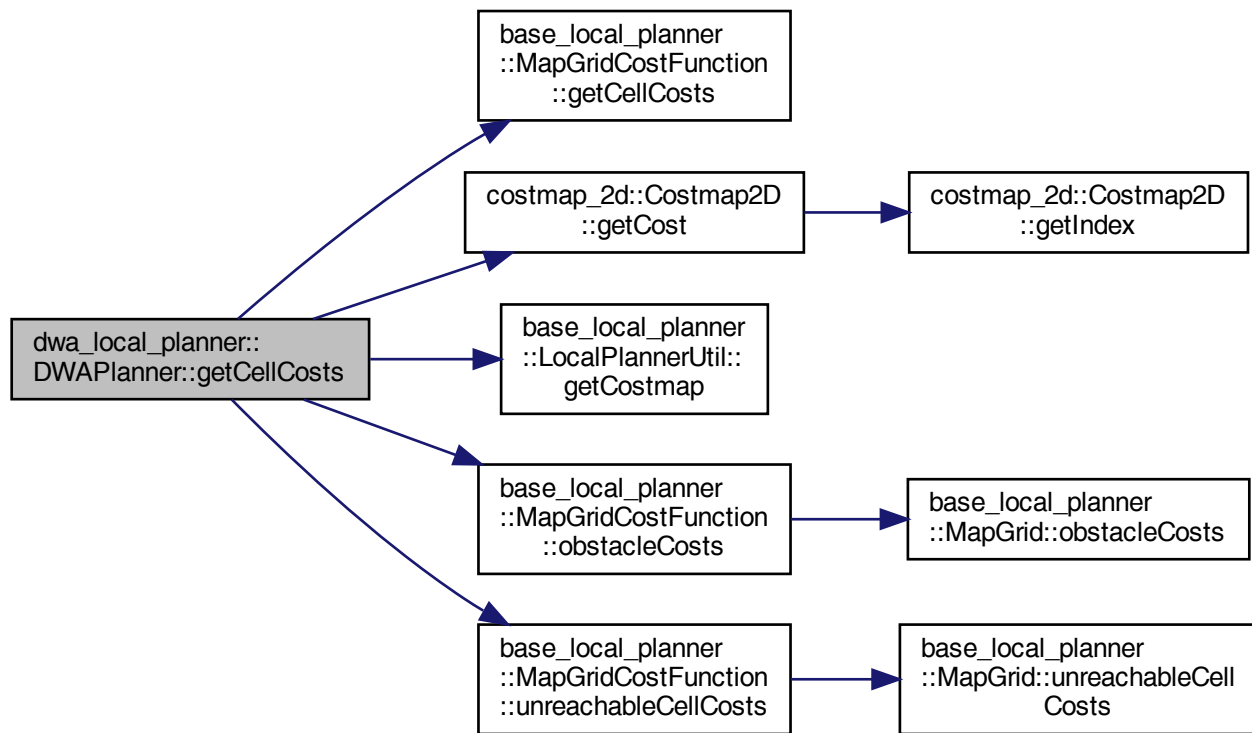 base_local_planner
::MapGridCostFunction
::getCellCosts
costmap_2d::Costmap2D
::getCost
costmap_2d::Costmap2D
::getIndex
dwa_local_planner::
DWAPlanner::getCellCosts
base_local_planner
::LocalPlannerUtil::
getCostmap
base_local_planner
::MapGridCostFunction
::obstacleCosts
base_local_planner
::MapGrid::obstacleCosts
base_local_planner
::MapGridCostFunction
::unreachableCellCosts
base_local_planner
::MapGrid::unreachableCell
Costs